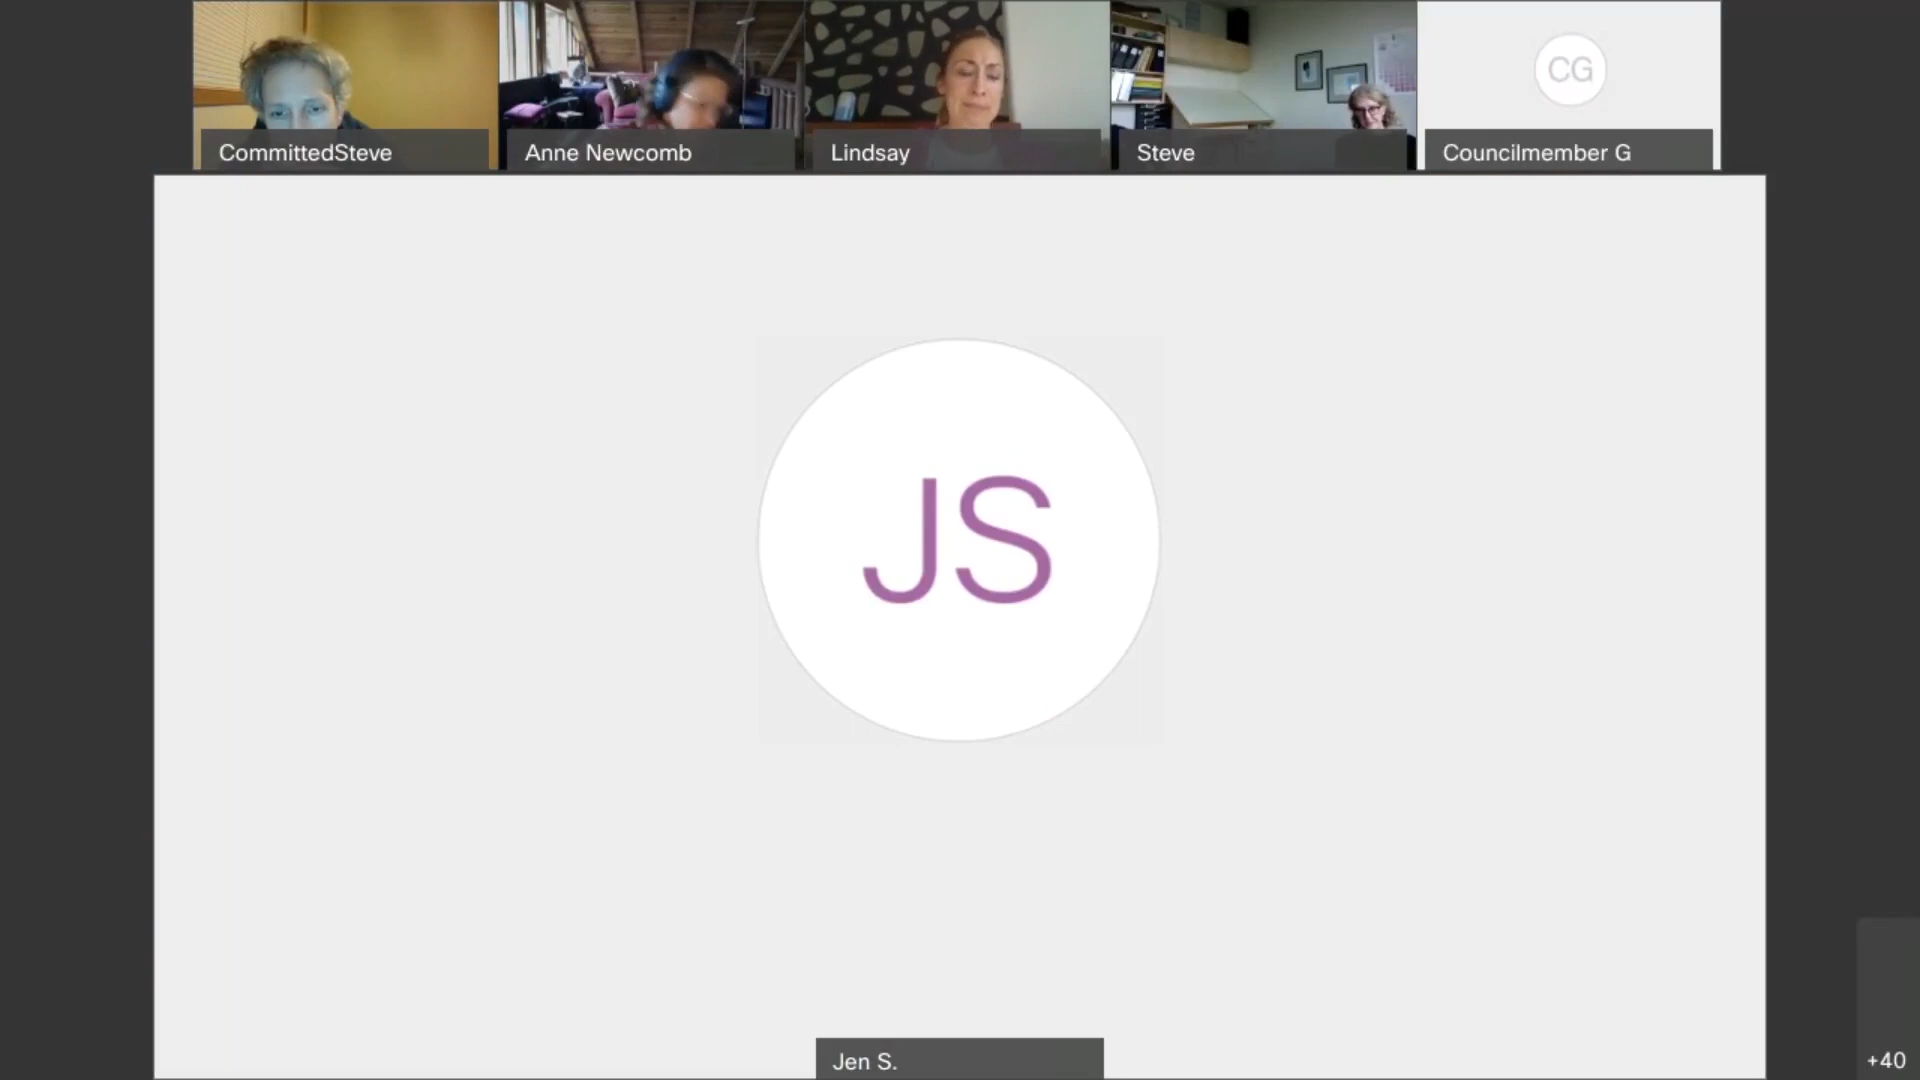 CG
CommittedSteve
Anne Newcomb
Lindsay
Steve
Councilmember G
JS
Jen S.
+40